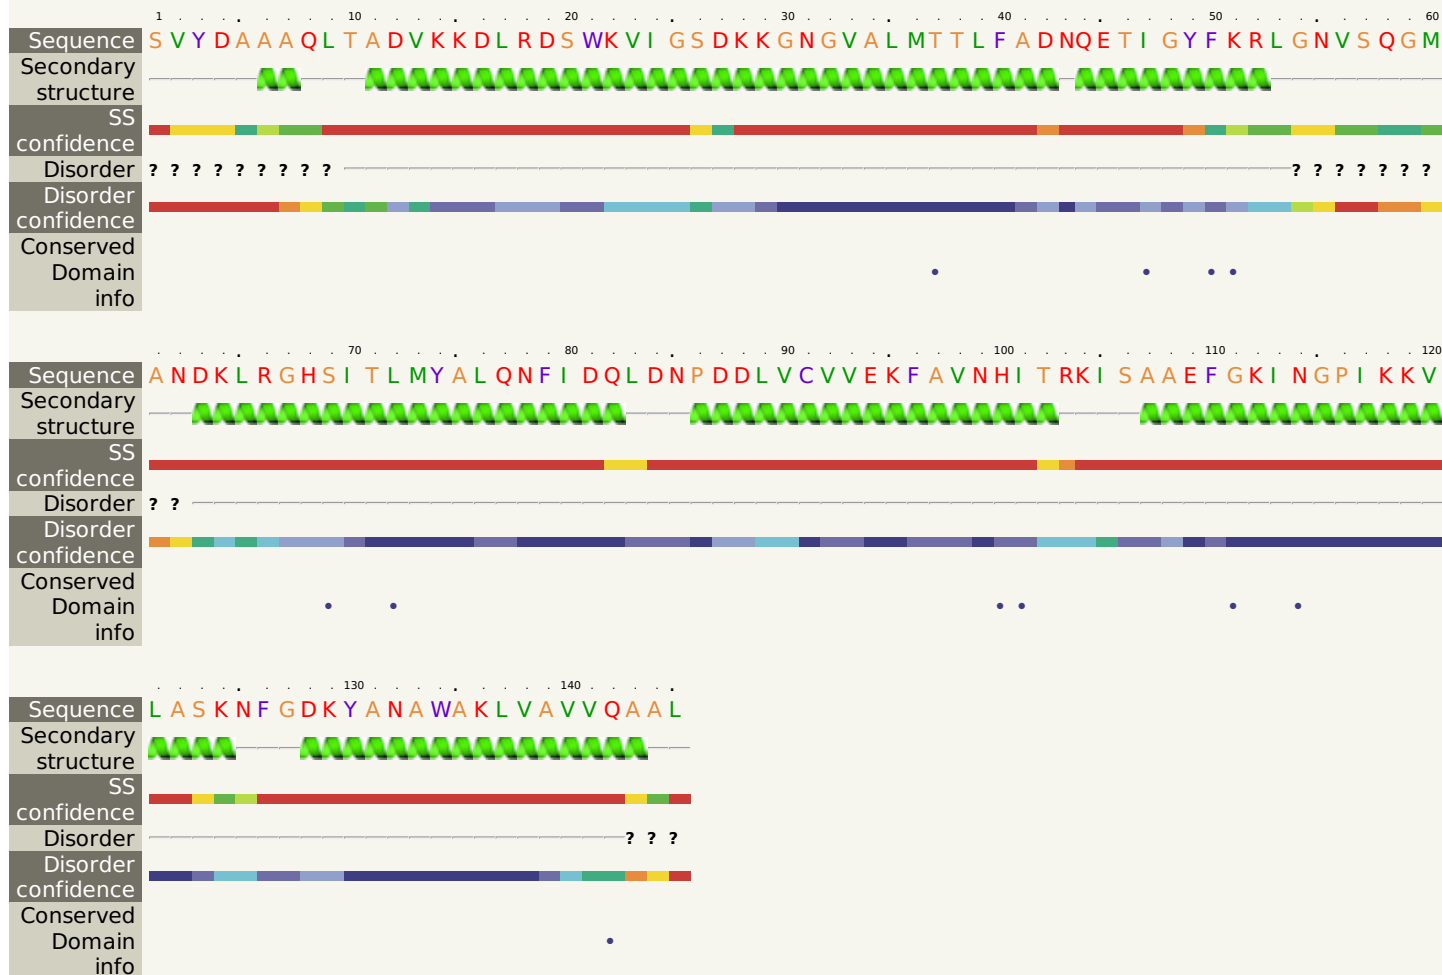 1 10 20 30 40 50 60
Sequence S V Y D A A A Q L T A D V K K D L R D S W K V I G S D K K G N G V A L M T T L F A D N Q E T I G Y F K R L G N V S Q G M
Secondary
structure
SS
confidence
Disorder ? ? ? ? ? ? ? ? ? ? ? ? ? ? ? ?
Disorder
confidence
Conserved
Domain
info
70 80 90 100 110 120
Sequence A N D K L R G H S I T L M Y A L Q N F I D Q L D N P D D L V C V V E K F A V N H I T R K I S A A E F G K I N G P I K K V
Secondary
structure
SS
confidence
Disorder ? ?
Disorder
confidence
Conserved
Domain
info
130 140
Sequence L A S K N F G D K Y A N A W A K L V A V V Q A A L
Secondary
structure
SS
confidence
Disorder ? ? ?
Disorder
confidence
Conserved
Domain
info